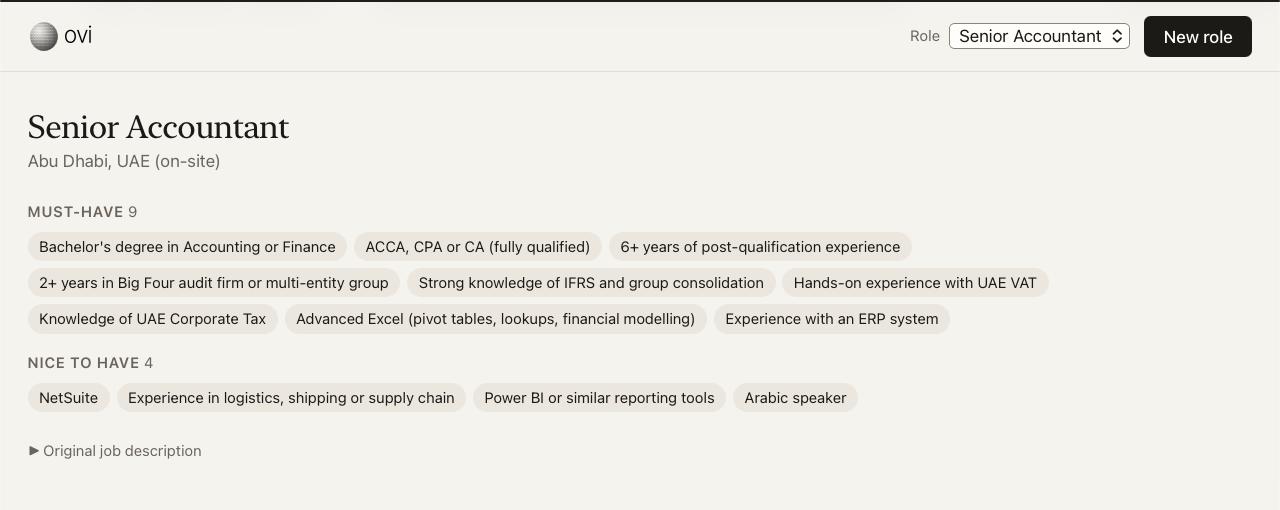 ovi
Role Senior Accountant New role
Senior Accountant
Abu Dhabi, UAE (on-site)
MUST-HAVE 9
Bachelor's degree in Accounting or Finance ACCA, CPA or CA (fully qualified) 6+ years of post-qualification experience
2+ years in Big Four audit firm or multi-entity group Strong knowledge of IFRS and group consolidation Hands-on experience with UAE VAT
Knowledge of UAE Corporate Tax Advanced Excel (pivot tables, lookups, financial modelling) Experience with an ERP system
NICE TO HAVE 4
NetSuite Experience in logistics, shipping or supply chain Power BI or similar reporting tools Arabic speaker
Original job description